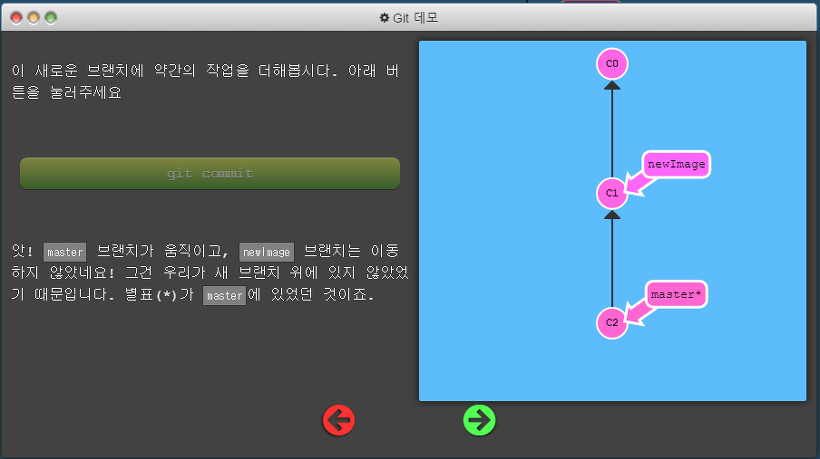 Git 데모
이 새로운 브랜치에 약간의 작업을 더해봅시다. 아래 버
튼을 눌러주세요
git commit
앗! master 브랜치가 움직이고, newImage 브랜치는 이동
하지 않았네요! 그건 우리가 새 브랜치 위에 있지 않았었
기 때문입니다. 별표(*)가 master에 있었던 것이죠.
C0
newImage
C1
master*
C2